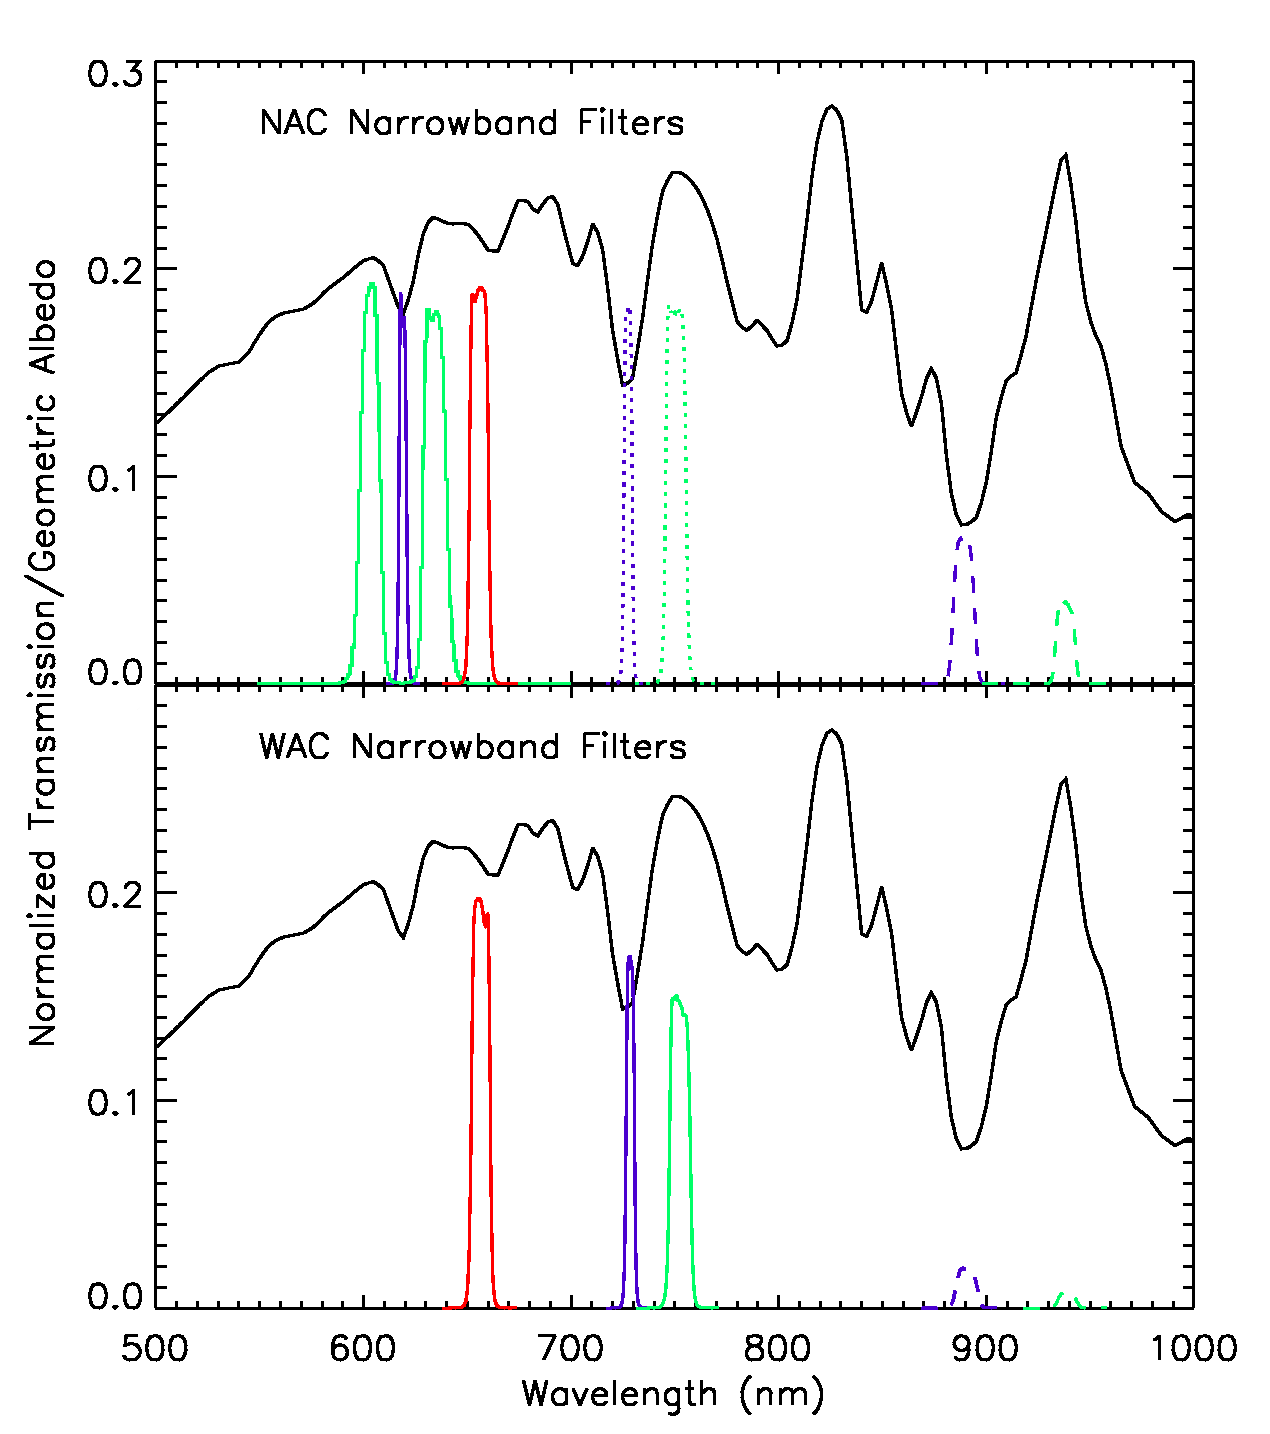 Normalized Transmission/Geometric Albedo
0.3
NAC Narrowband Filters
0.2
0.1
0.0
WAC Narrowband Filters
0.2
0.1
0.0
500 600 700 800 900 1000
Wavelength (nm)